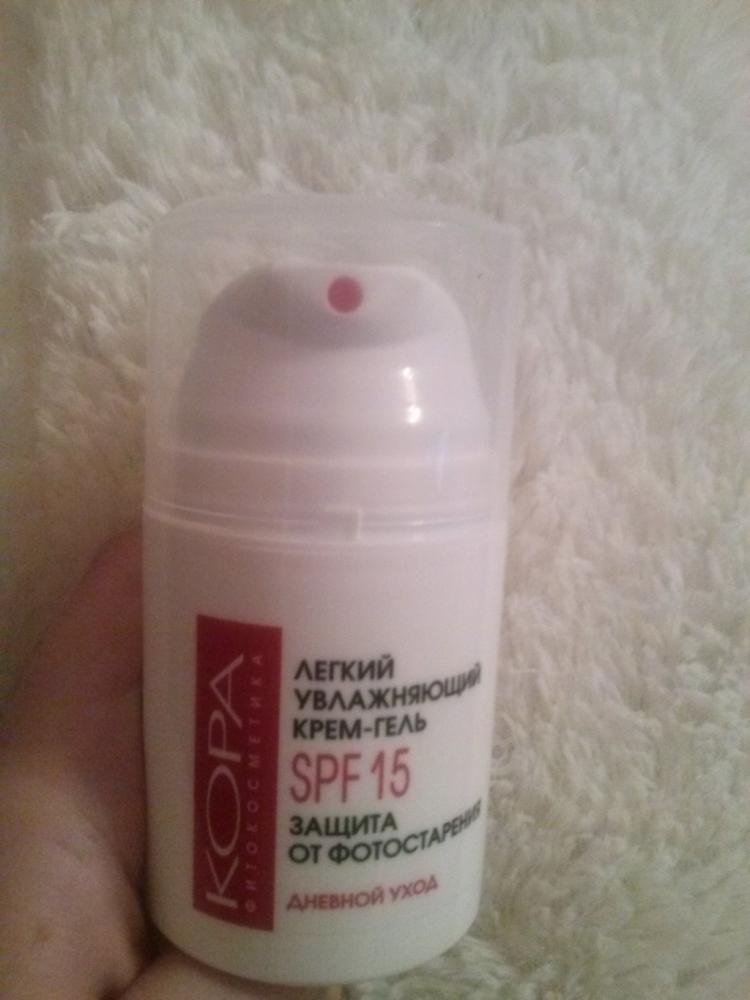 КОРА
ФИТОКОСМЕТИКА
ЛЕГКИЙ
УВЛАЖНЯЮЩИЙ
КРЕМ-ГЕЛЬ
SPF 15
ЗАЩИТА
ОТ ФОТОСТАРЕНИЯ
ДНЕВНОЙ УХОД